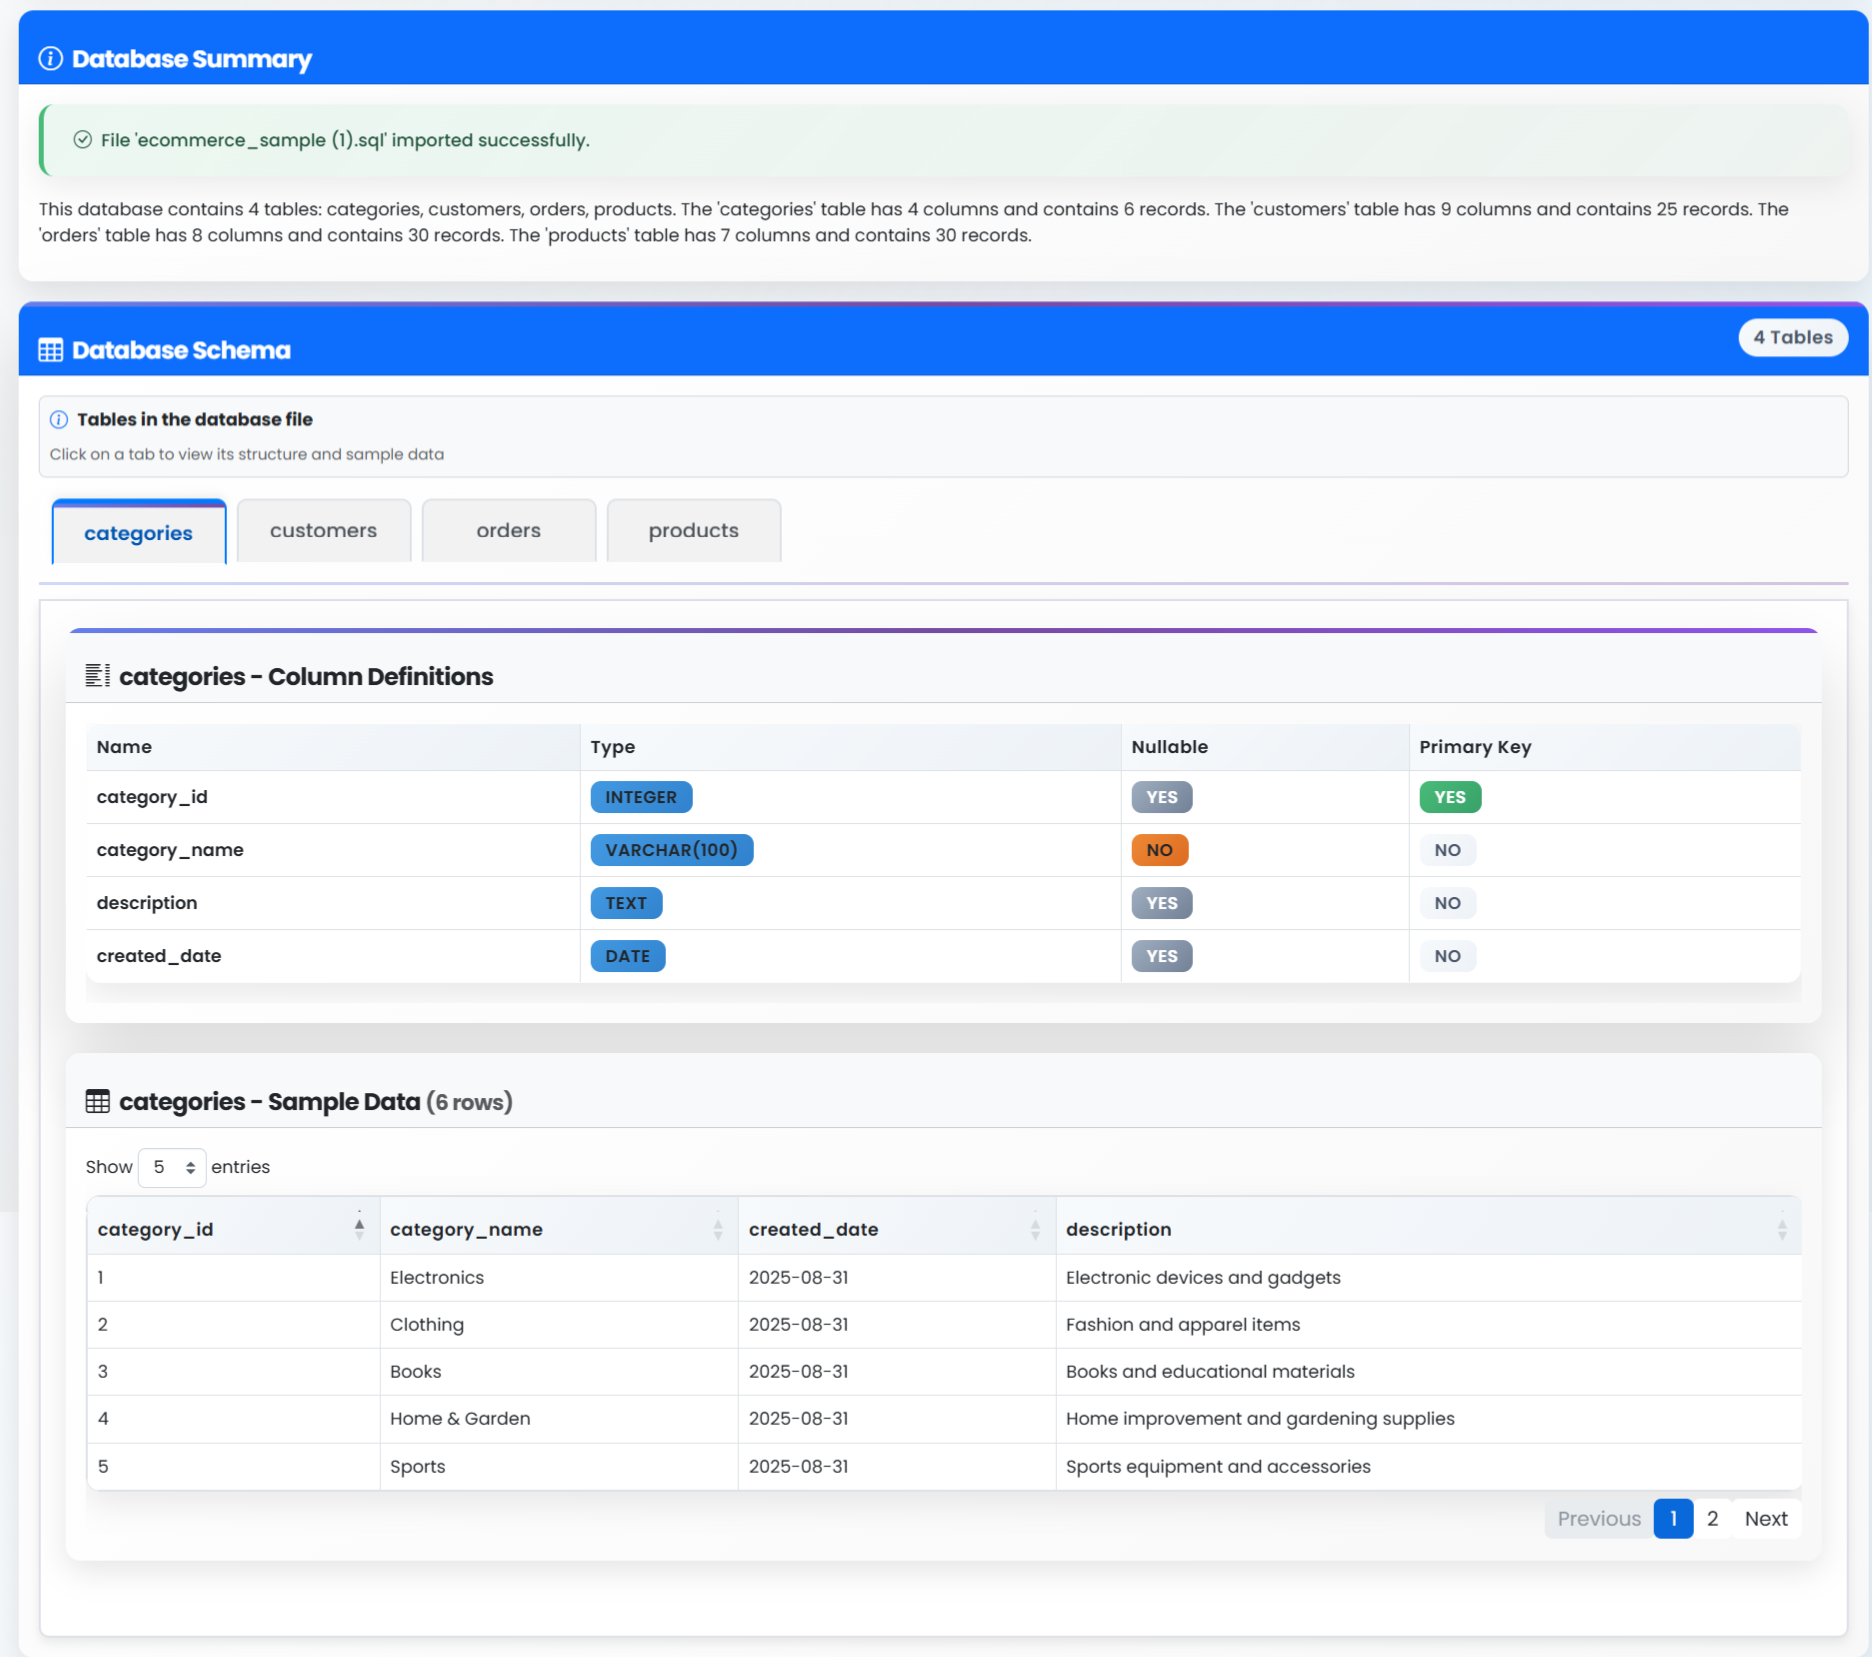 Database Summary
File 'ecommerce_sample (1).sql' imported successfully.
This database contains 4 tables: categories, customers, orders, products. The 'categories' table has 4 columns and contains 6 records. The 'customers' table has 9 columns and contains 25 records. The
'orders' table has 8 columns and contains 30 records. The 'products' table has 7 columns and contains 30 records.
Database Schema
4 Tables
Tables in the database file
Click on a tab to view its structure and sample data
categories customers orders products
categories - Column Definitions
Name Type Nullable Primary Key
category_id INTEGER YES YES
category_name VARCHAR(100) NO NO
description TEXT YES NO
created_date DATE YES NO
categories - Sample Data (6 rows)
Show 5 entries
category_id category_name created_date description
1 Electronics 2025-08-31 Electronic devices and gadgets
2 Clothing 2025-08-31 Fashion and apparel items
3 Books 2025-08-31 Books and educational materials
4 Home & Garden 2025-08-31 Home improvement and gardening supplies
5 Sports 2025-08-31 Sports equipment and accessories
Previous 1 2 Next